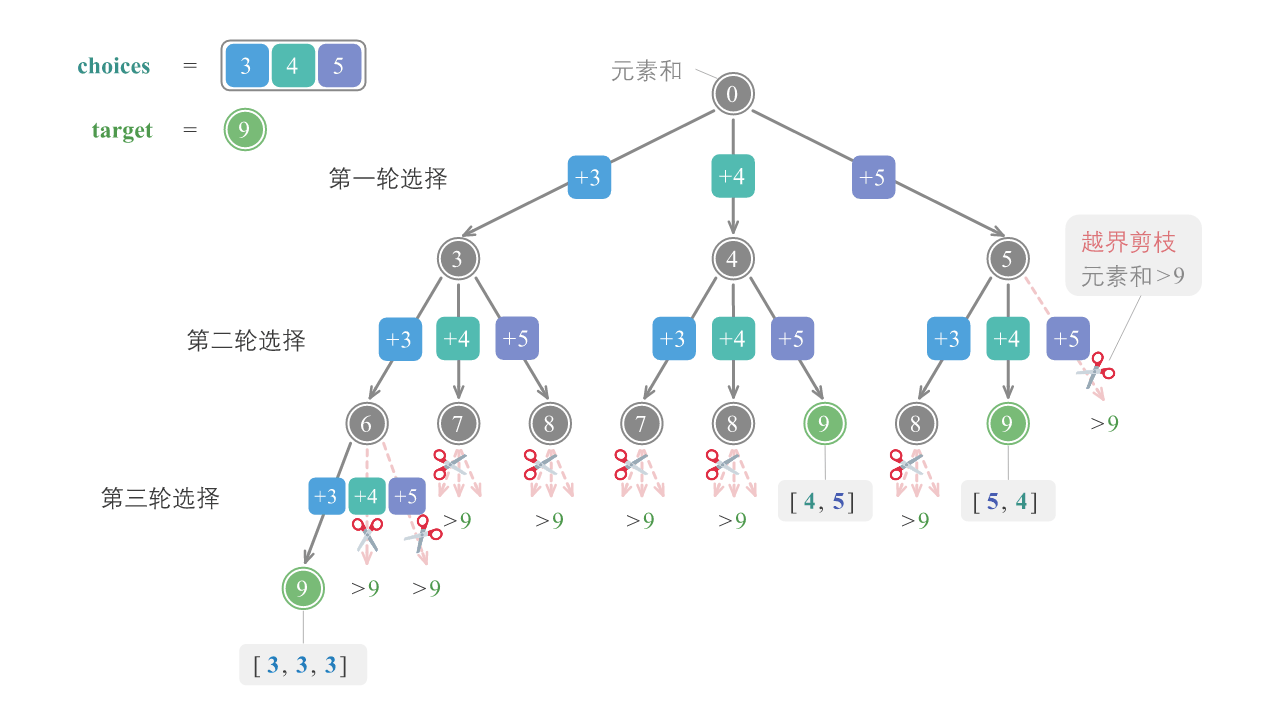 choices = 3 4 5
target = 9
元素和
0
第一轮选择
+3 +4 +5
3 4 5
越界剪枝
元素和>9
第二轮选择
+3 +4 +5 +3 +4 +5 +3 +4 +5
6 7 8 7 8 9 8 9 >9
第三轮选择
+3 +4 +5
>9 >9 >9 >9 >9
[4, 5]
[5, 4]
9 >9 >9
[3, 3, 3]